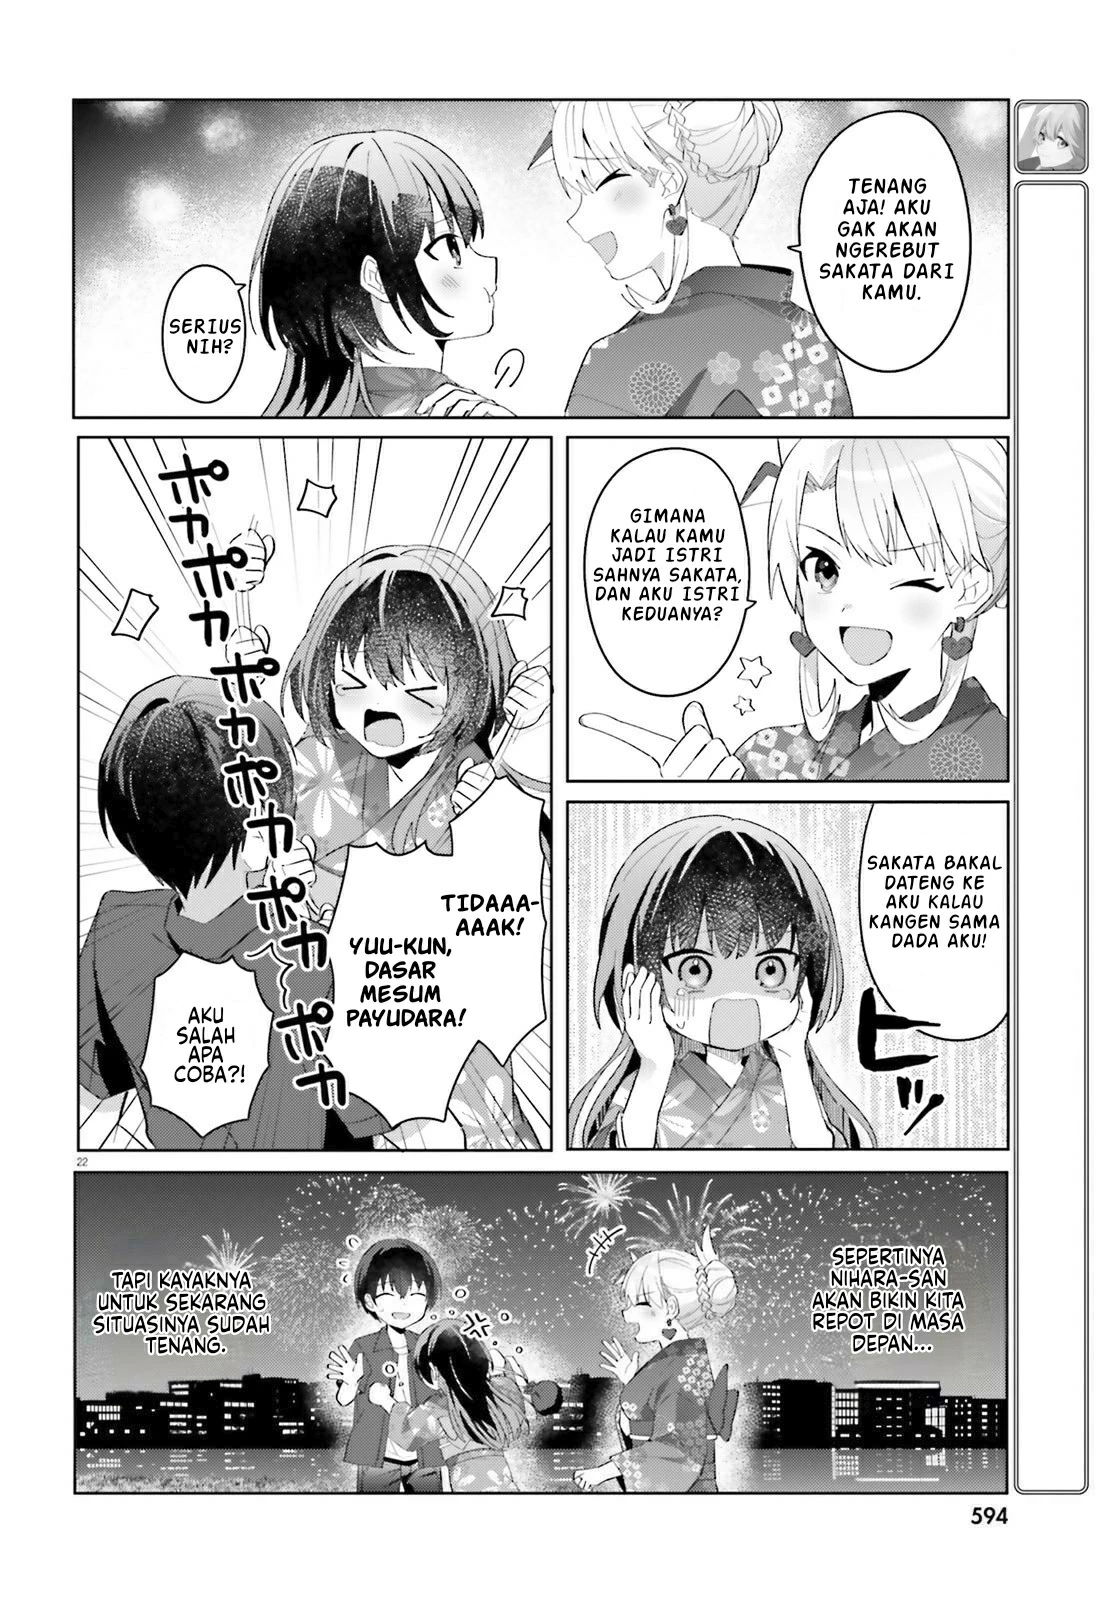 TENANG
AJA! AKU
GAK AKAN
NGEREBUT
SAKATA DARI
KAMU.
SERIUS
NIH?
GIMANA
KALAU KAMU
JADI ISTRI
SAHNYA SAKATA,
DAN AKU ISTRI
KEDUANYA?
SAKATA BAKAL
DATENG KE
AKU KALAU
KANGEN SAMA
DADA AKU!
ヒッ
ポカポカポカポカポカポカ
TIDAAA-
AAAK!
YUU-KUN,
DASAR
MESUM
PAYUDARA!
AKU
SALAH
APA
COBA?!
22
SEPERTINYA
NIHARA-SAN
AKAN BIKIN KITA
REPOT DI MASA
DEPAN...
TAPI KAYAKNYA
UNTUK SEKARANG
SITUASINYA SUDAH
TENANG.
594